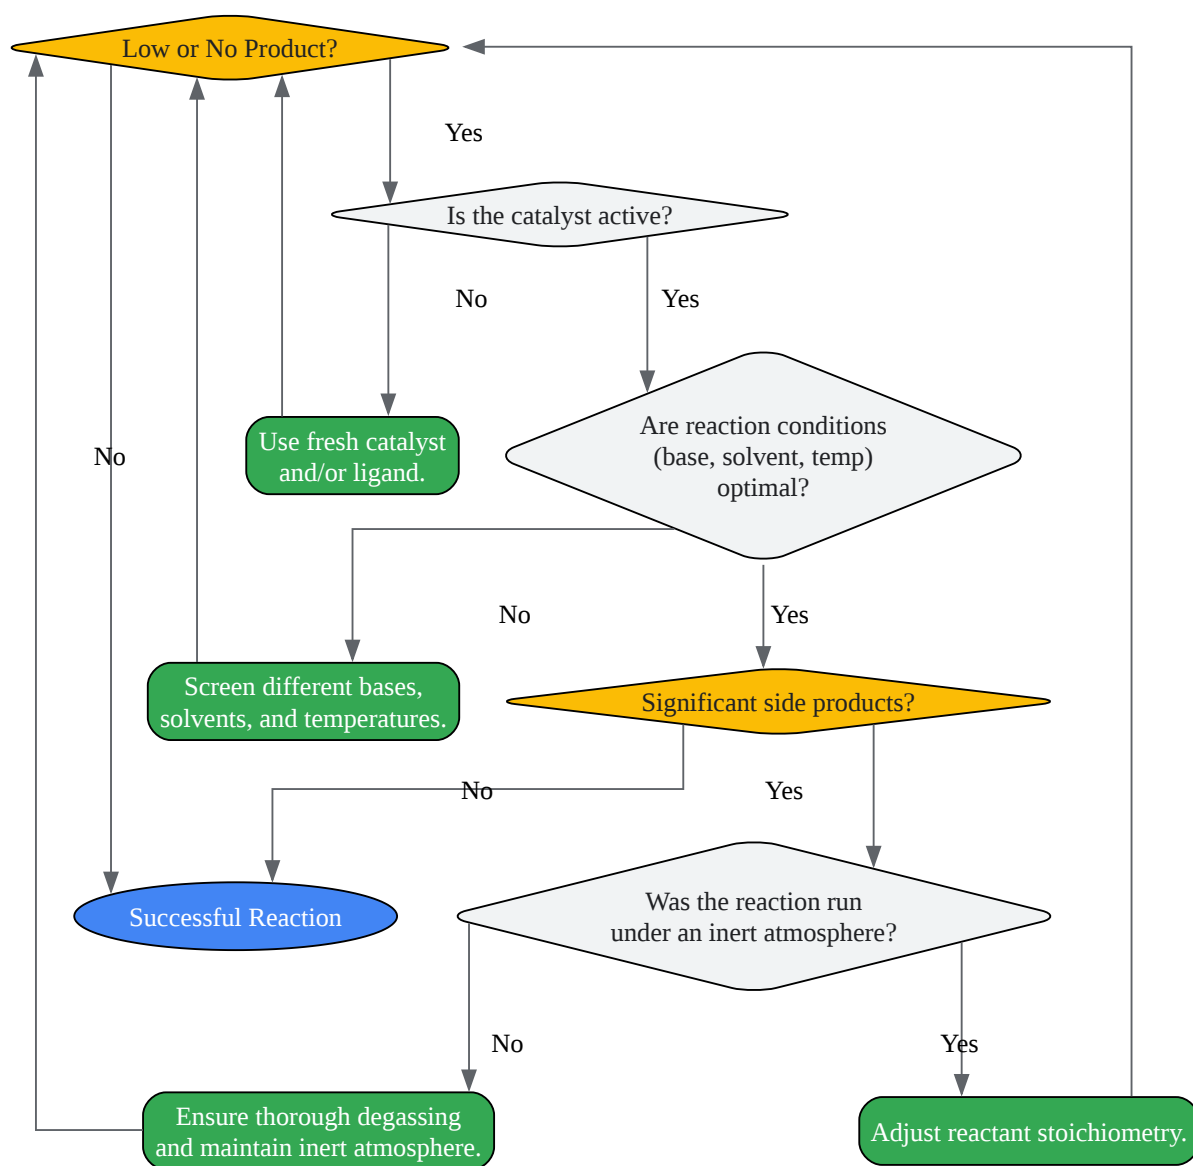 Low or No Product?
Yes
Is the catalyst active?
No
Yes
Are reaction conditions
(base, solvent, temp)
optimal?
Use fresh catalyst
and/or ligand.
No
No
Yes
Screen different bases,
solvents, and temperatures.
Significant side products?
No
Yes
Successful Reaction
Was the reaction run
under an inert atmosphere?
No
Yes
Ensure thorough degassing
and maintain inert atmosphere.
Adjust reactant stoichiometry.